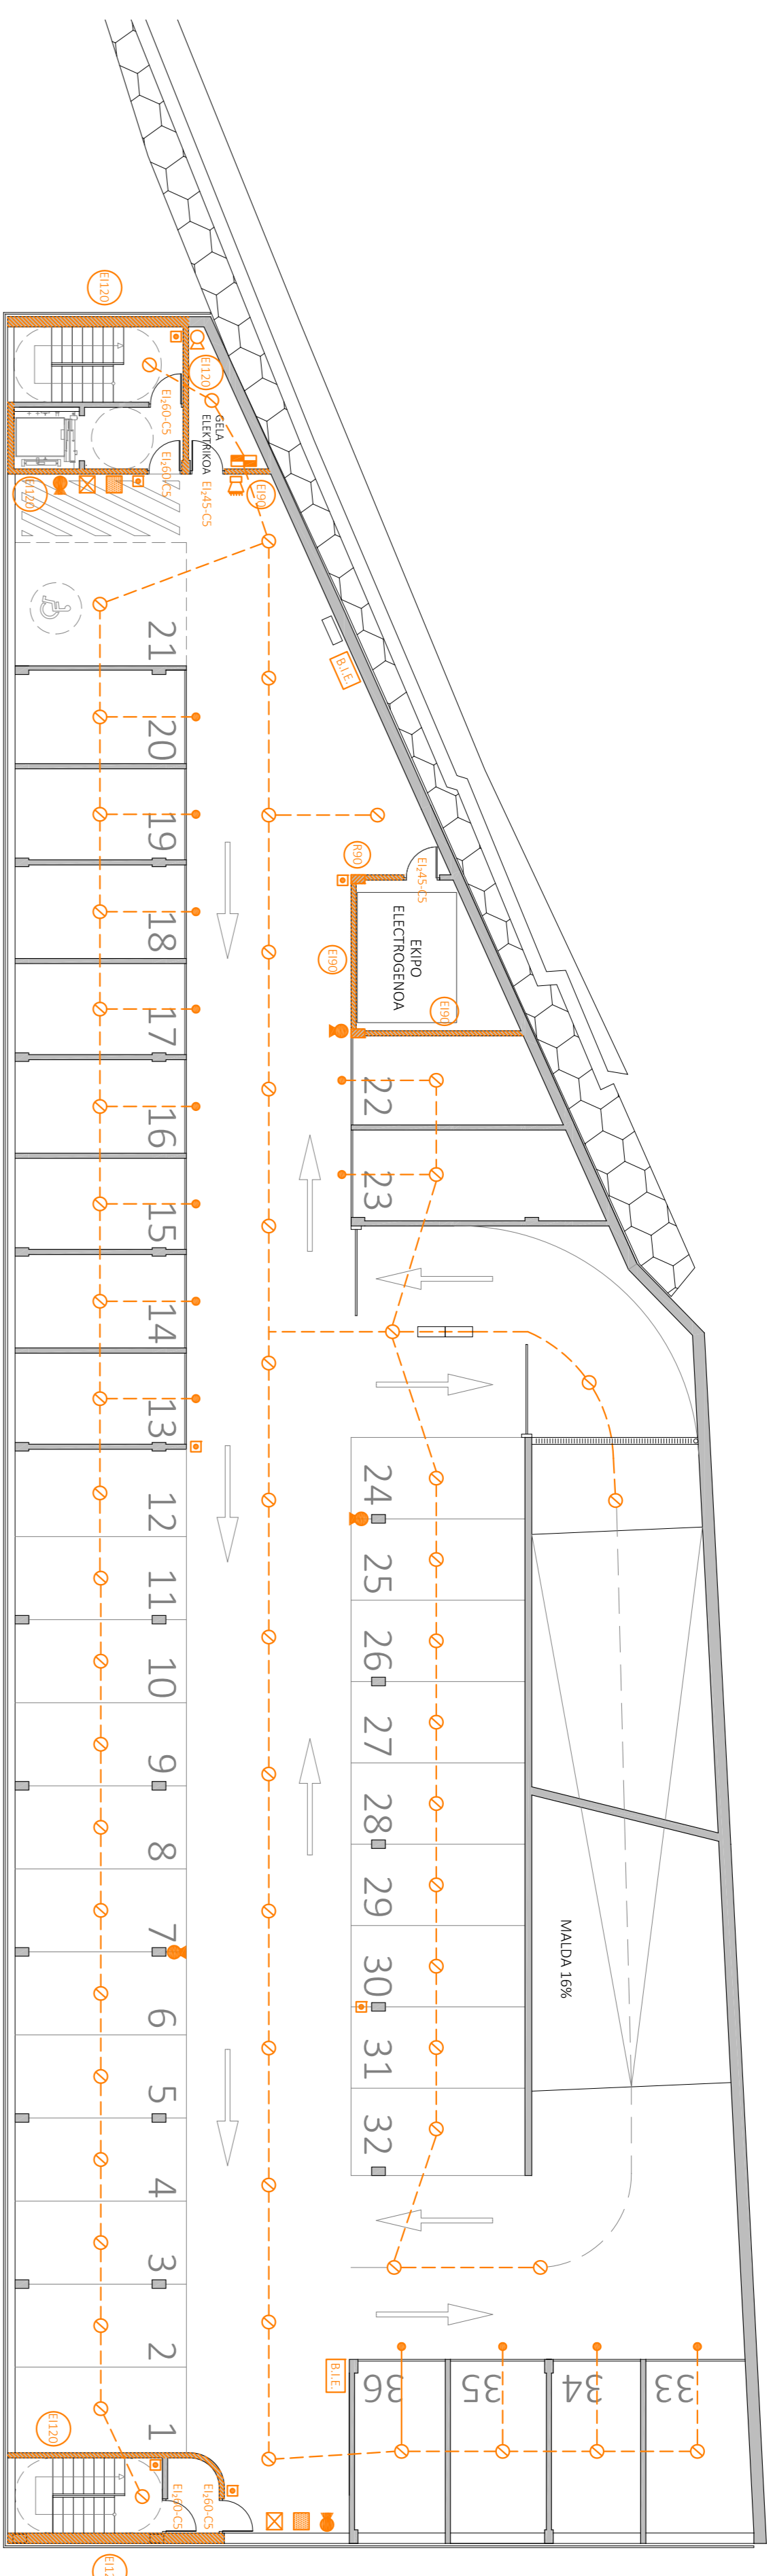 EI120
EI120
EI₂60-C5
GELA
ELEKTRIKOA
EI₂60-C5
EI₂45-C5
EI90
EI120
B.I.E.
21
20
19
18
17
16
15
14
13
12
11
10
9
8
7
6
5
4
3
2
1
R90
EI₂45-C5
EKIPO
ELECTROGENOA
EI90
EI90
22
23
24
25
26
27
28
29
30
31
32
MALDA 16%
B.I.E.
36
35
34
33
EI120
EI₂60-C5
EI₂60-C5